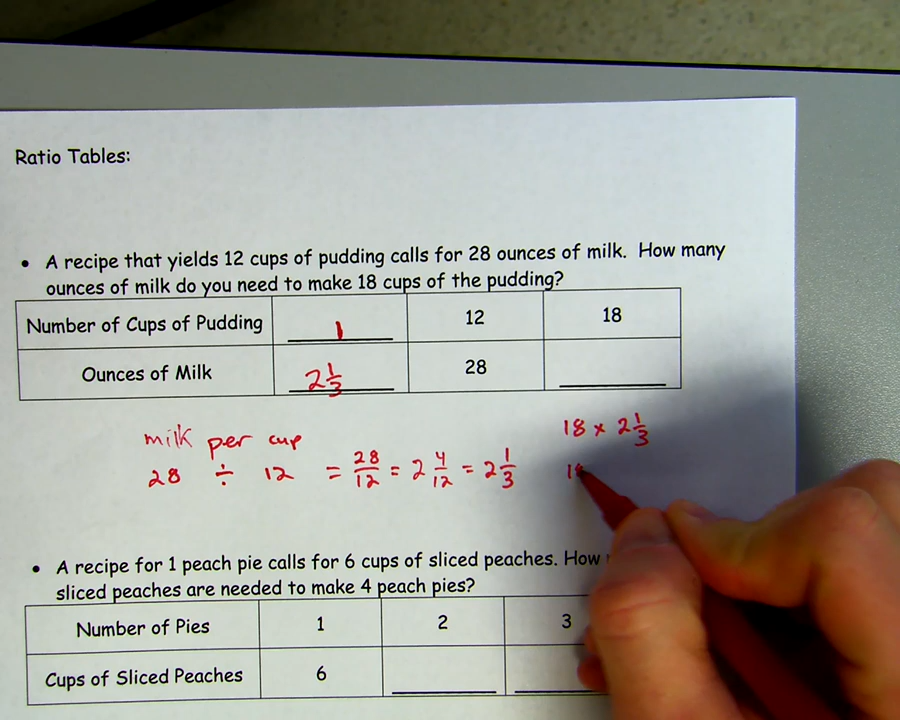 Ratio Tables:
• A recipe that yields 12 cups of pudding calls for 28 ounces of milk. How many
ounces of milk do you need to make 18 cups of the pudding?
Number of Cups of Pudding 1 12 18
Ounces of Milk 2 1/3 28
milk per cup
28 ÷ 12 = 28/12 = 2 4/12 = 2 1/3
18 × 2 1/3
18
• A recipe for 1 peach pie calls for 6 cups of sliced peaches. How
sliced peaches are needed to make 4 peach pies?
Number of Pies 1 2 3
Cups of Sliced Peaches 6